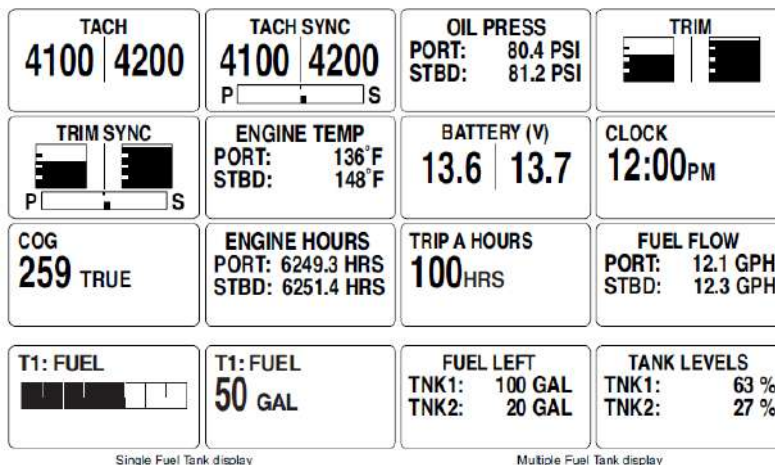 TACH
4100 4200
TACH SYNC
4100 4200
P S
OIL PRESS
PORT: 80.4 PSI
STBD: 81.2 PSI
TRIM
TRIM SYNC
P S
ENGINE TEMP
PORT: 136°F
STBD: 148°F
BATTERY (V)
13.6 13.7
CLOCK
12:00PM
COG
259 TRUE
ENGINE HOURS
PORT: 6249.3 HRS
STBD: 6251.4 HRS
TRIP A HOURS
100HRS
FUEL FLOW
PORT: 12.1 GPH
STBD: 12.3 GPH
T1: FUEL
T1: FUEL
50 GAL
FUEL LEFT
TNK1: 100 GAL
TNK2: 20 GAL
TANK LEVELS
TNK1: 63 %
TNK2: 27 %
Single Fuel Tank display
Multiple Fuel Tank display